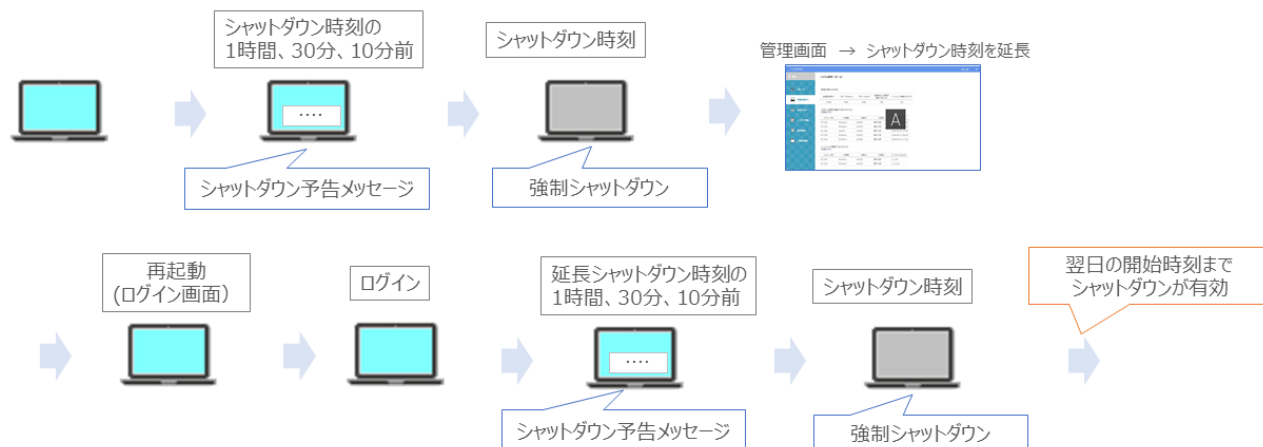 シャットダウン時刻の
1時間、30分、10分前
シャットダウン時刻
管理画面 → シャットダウン時刻を延長
････
A
シャットダウン予告メッセージ
強制シャットダウン
再起動
(ログイン画面)
ログイン
延長シャットダウン時刻の
1時間、30分、10分前
シャットダウン時刻
翌日の開始時刻まで
シャットダウンが有効
････
シャットダウン予告メッセージ
強制シャットダウン